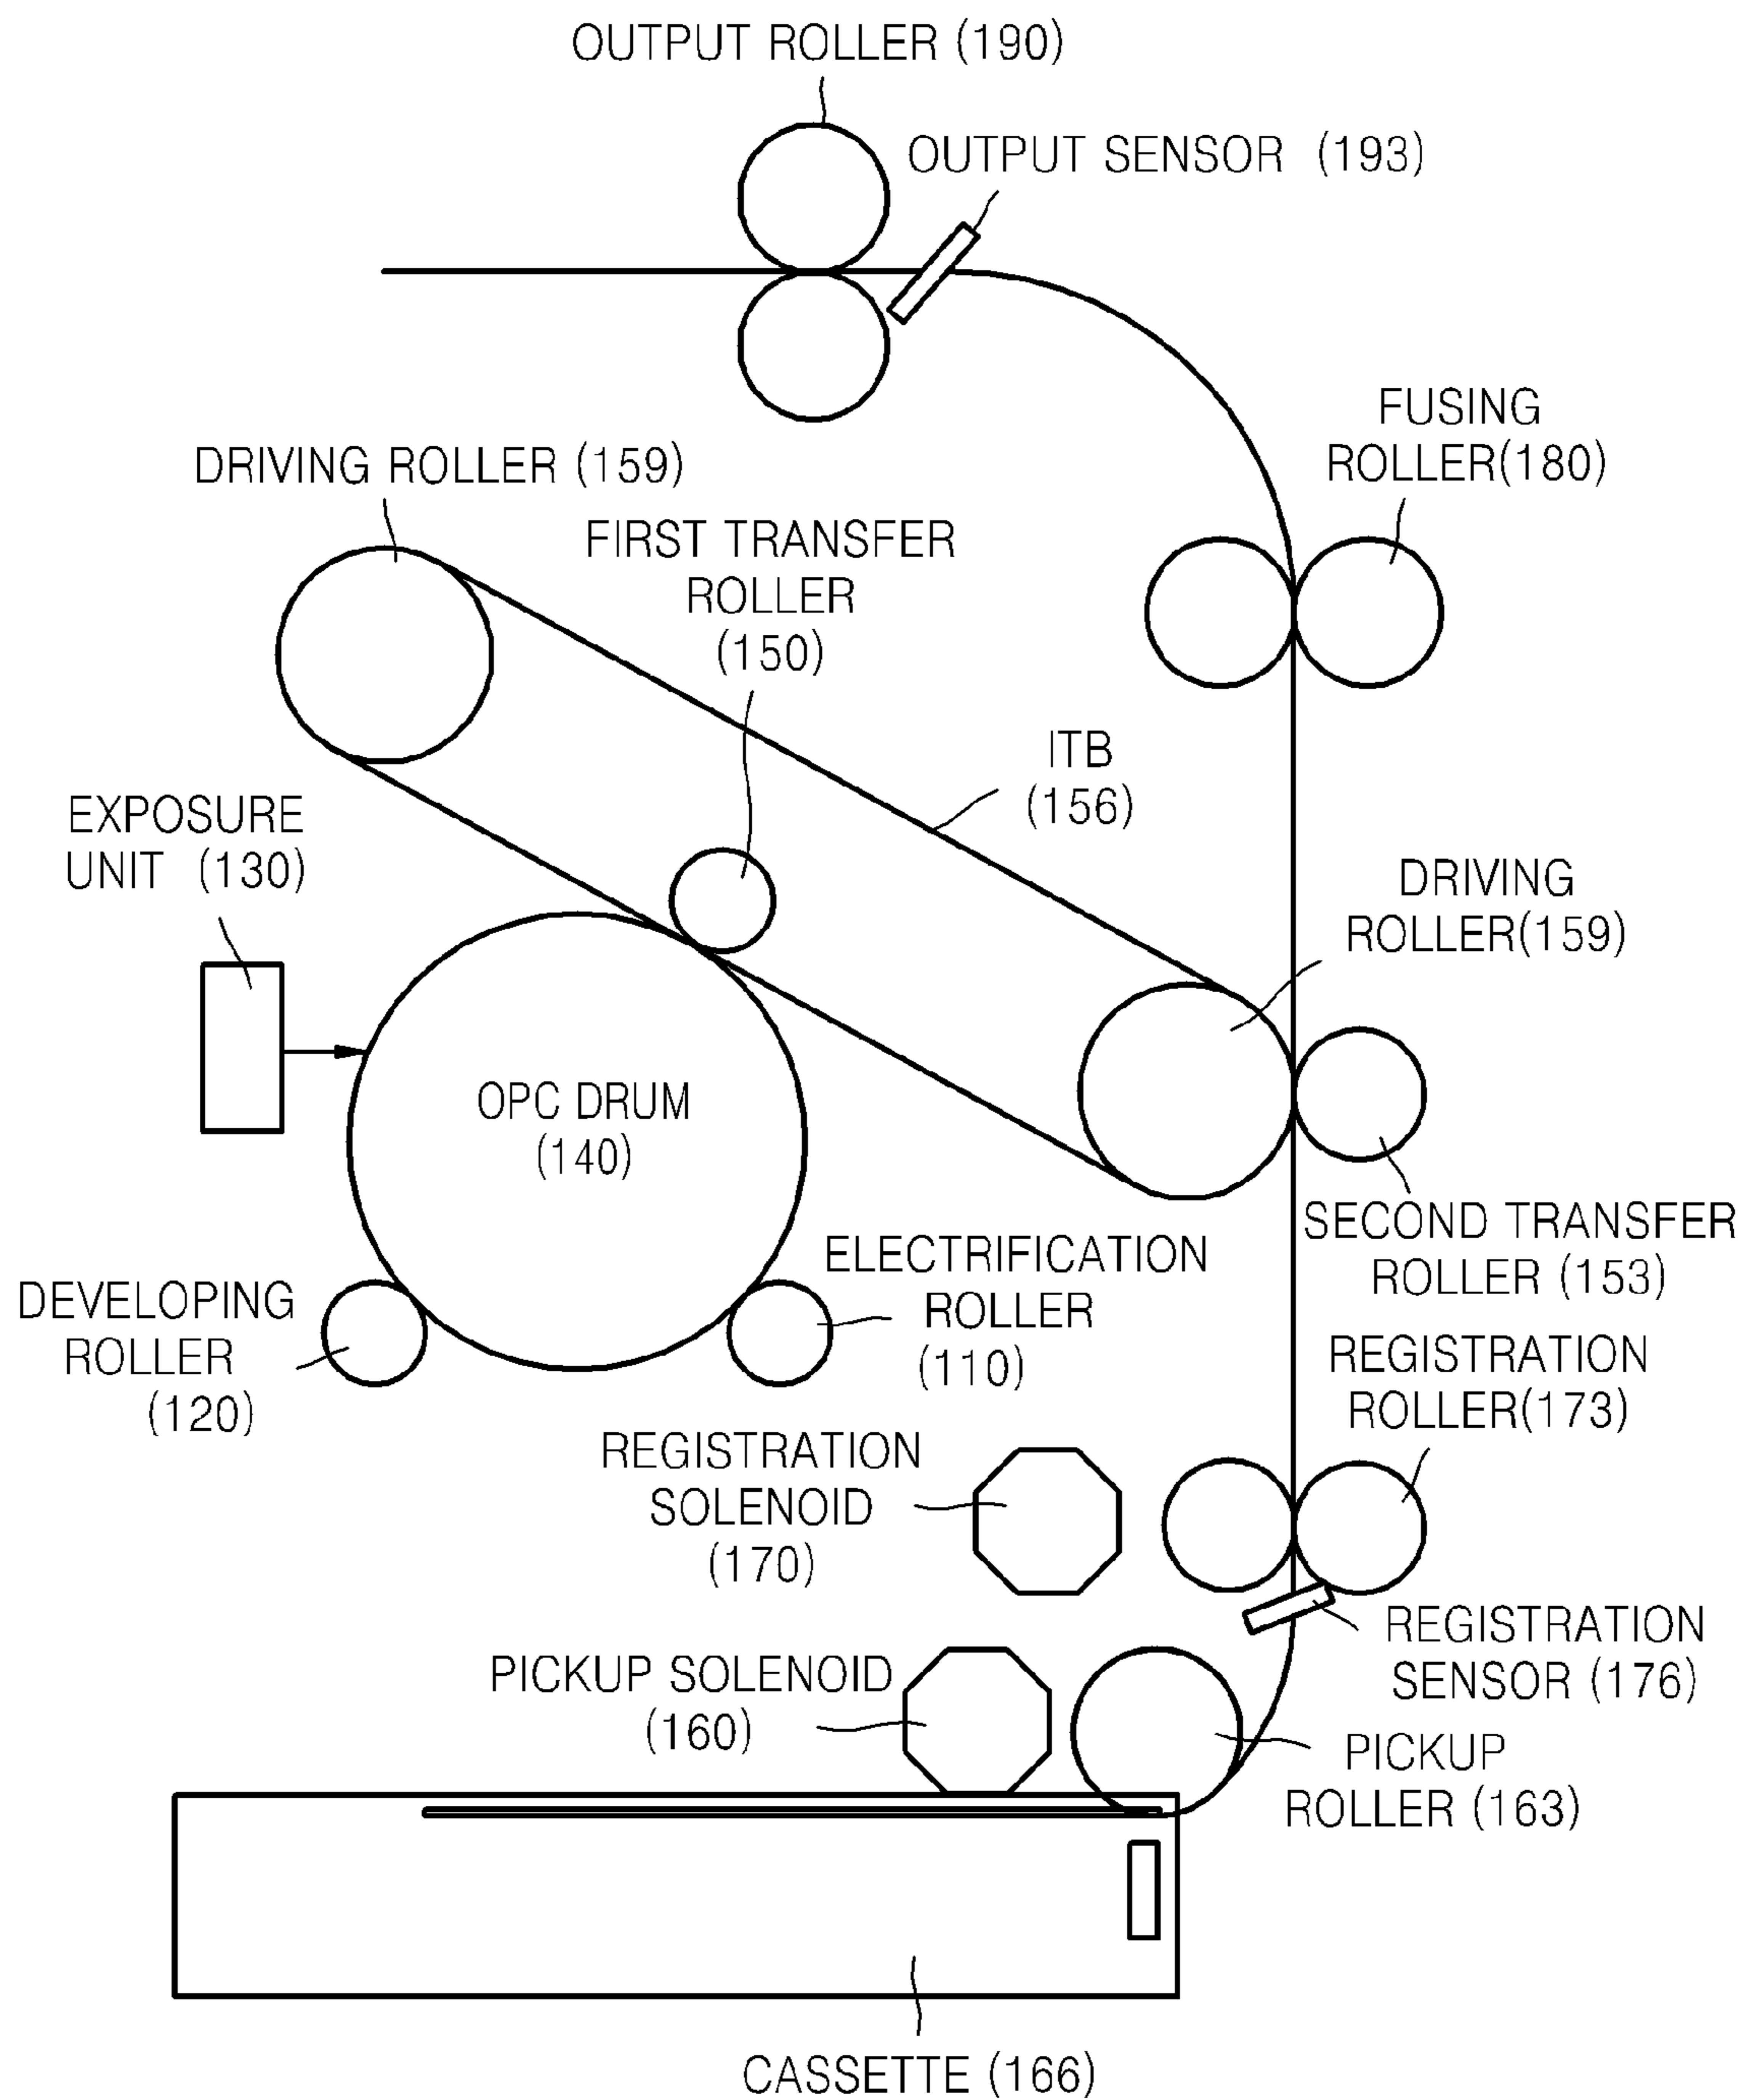 OUTPUT ROLLER (190)
OUTPUT SENSOR (193)
FUSING
ROLLER(180)
DRIVING ROLLER (159)
FIRST TRANSFER
ROLLER
(150)
ITB
(156)
EXPOSURE
UNIT (130)
DRIVING
ROLLER(159)
OPC DRUM
(140)
SECOND TRANSFER
ROLLER (153)
ELECTRIFICATION
ROLLER
(110)
DEVELOPING
ROLLER
(120)
REGISTRATION
ROLLER(173)
REGISTRATION
SOLENOID
(170)
REGISTRATION
SENSOR (176)
PICKUP SOLENOID
(160)
PICKUP
ROLLER (163)
CASSETTE (166)